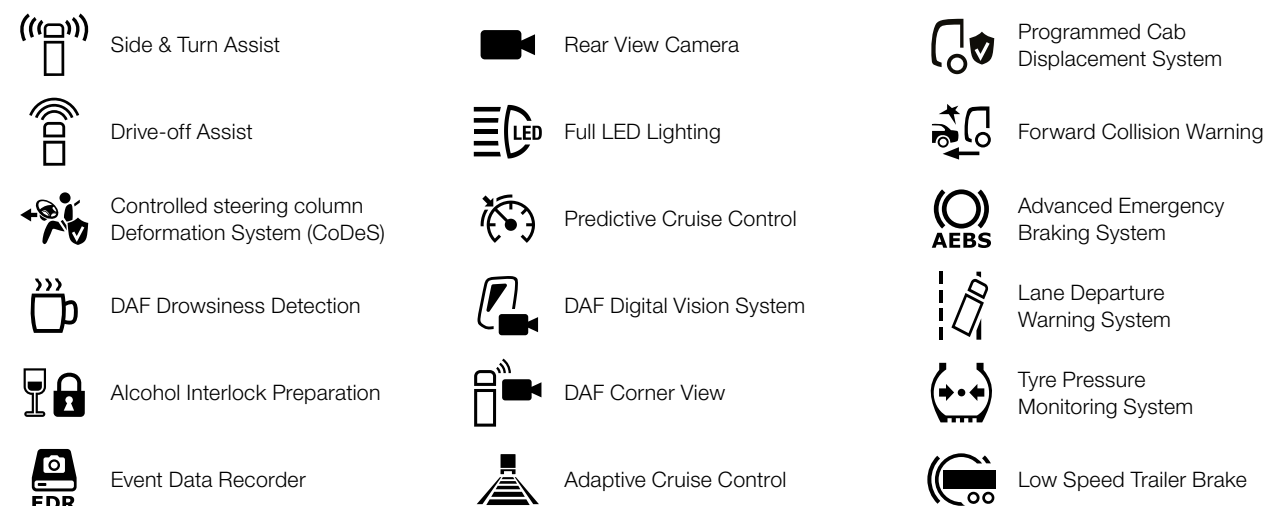 Side & Turn Assist
Drive-off Assist
Controlled steering column
Deformation System (CoDeS)
DAF Drowsiness Detection
Alcohol Interlock Preparation
EDR
Event Data Recorder
Rear View Camera
LED
Full LED Lighting
Predictive Cruise Control
DAF Digital Vision System
DAF Corner View
Adaptive Cruise Control
Programmed Cab
Displacement System
Forward Collision Warning
AEBS
Advanced Emergency
Braking System
Lane Departure
Warning System
Tyre Pressure
Monitoring System
Low Speed Trailer Brake